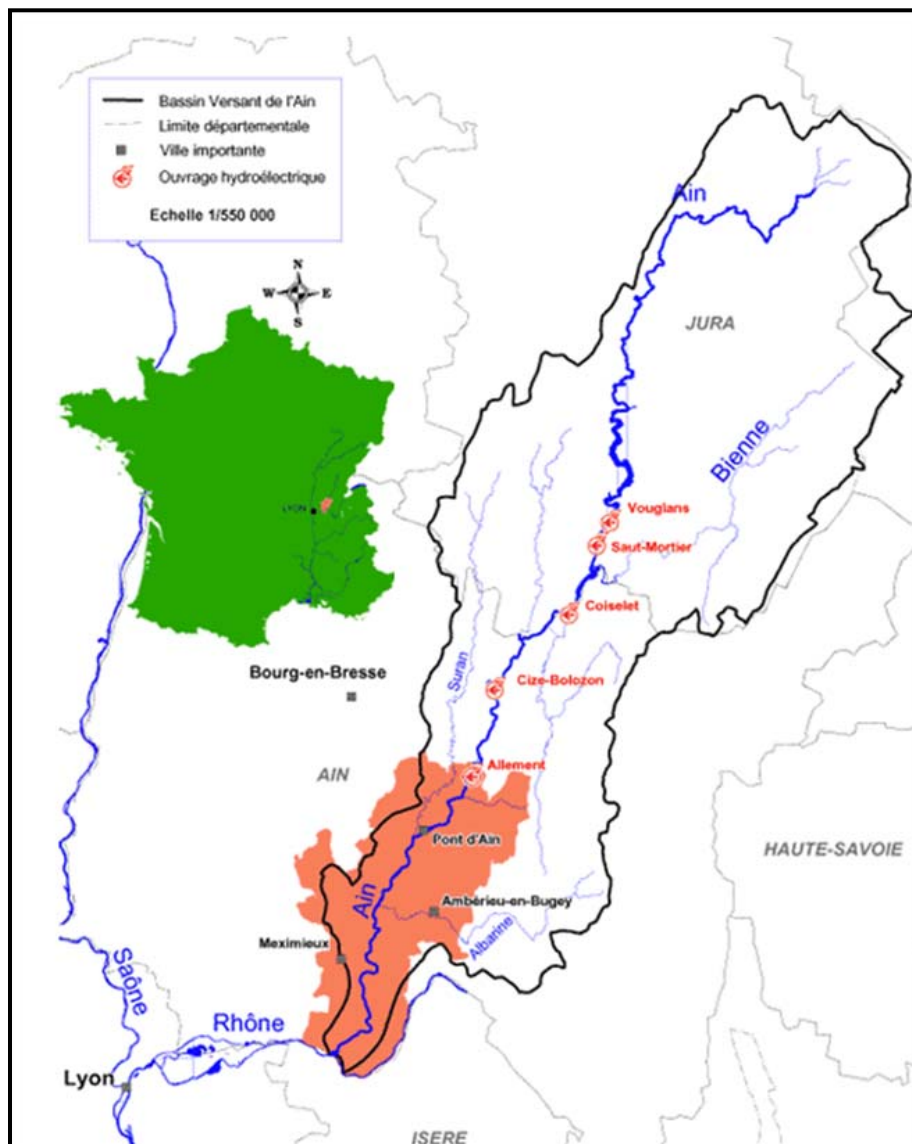 Bassin Versant de l'Ain
Limite départementale
Ville importante
Ouvrage hydroélectrique
Echelle 1/550 000
N
W E
S
Ain
JURA
Bienne
LYON
Vouglans
Saut-Mortier
Coiselet
Suran
Cize-Bolozon
Bourg-en-Bresse
Allement
AIN
Pont d'Ain
HAUTE-SAVOIE
Ain
Ambérieu-en-Bugey
Albarine
Meximieux
Saône
Rhône
Lyon
ISERE